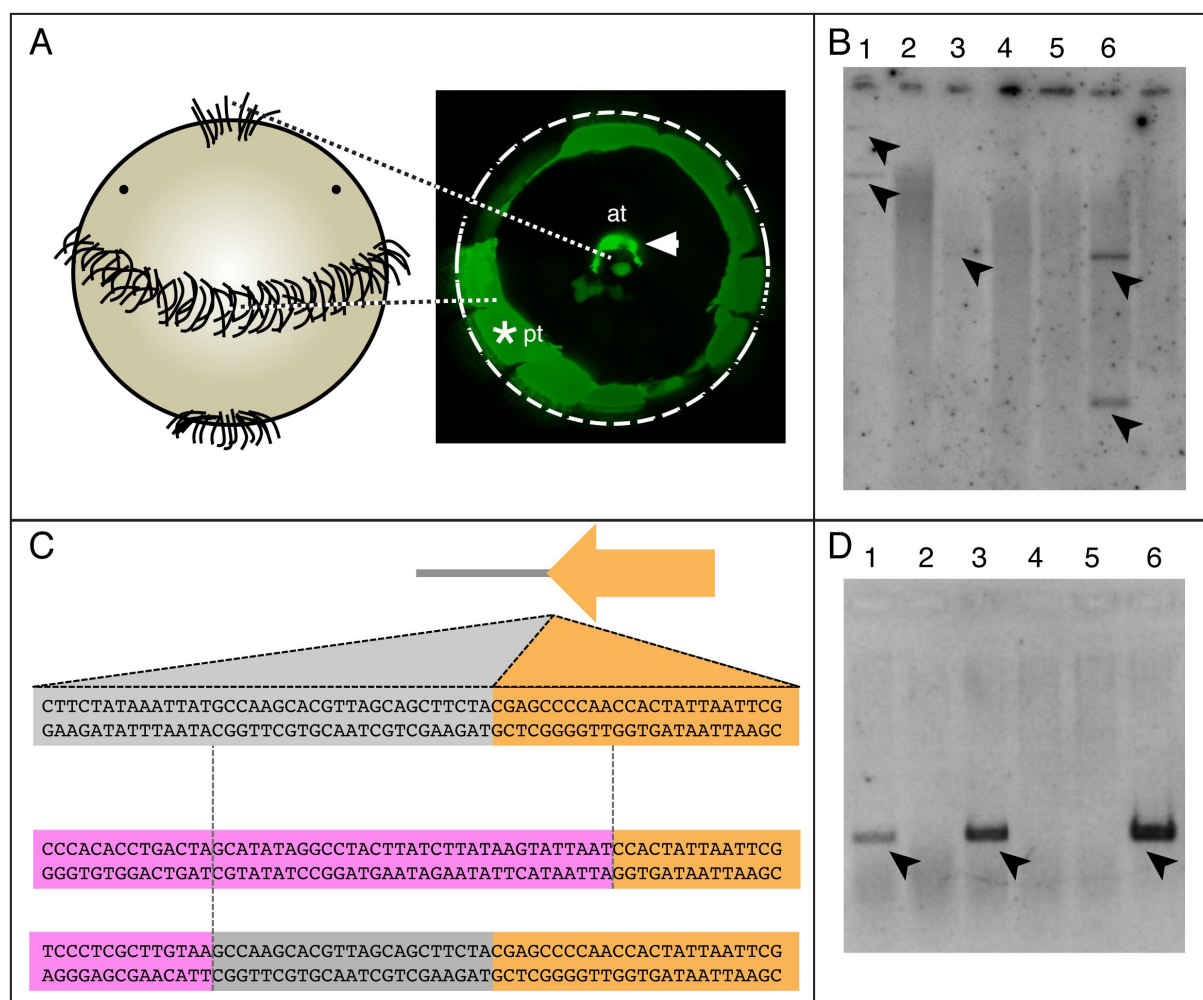 A
at
* pt
B
1 2 3 4 5 6
C
CTTCTATAAATTATGCCAAGCACGTTAGCAGCTTCTACGAGCCCCAACCACTATTAATTCG
GAAGATATTTAATACGGTTCGTGCAATCGTCGAAGATGCTCGGGGTTGGTGATAATTAAGC
CCCACACCTGACTAGCATATAGGCCTACTTATCTTATAAGTATTAATCCACTATTAATTCG
GGGTGTGGACTGATCGTATATCCGGATGAATAGAATATTCATAATTAGGTGATAATTAAGC
TCCCTCGCTTGTAAGCCAAGCACGTTAGCAGCTTCTACGAGCCCCAACCACTATTAATTCG
AGGGAGCGAACATTCGGTTCGTGCAATCGTCGAAGATGCTCGGGGTTGGTGATAATTAAGC
D
1 2 3 4 5 6